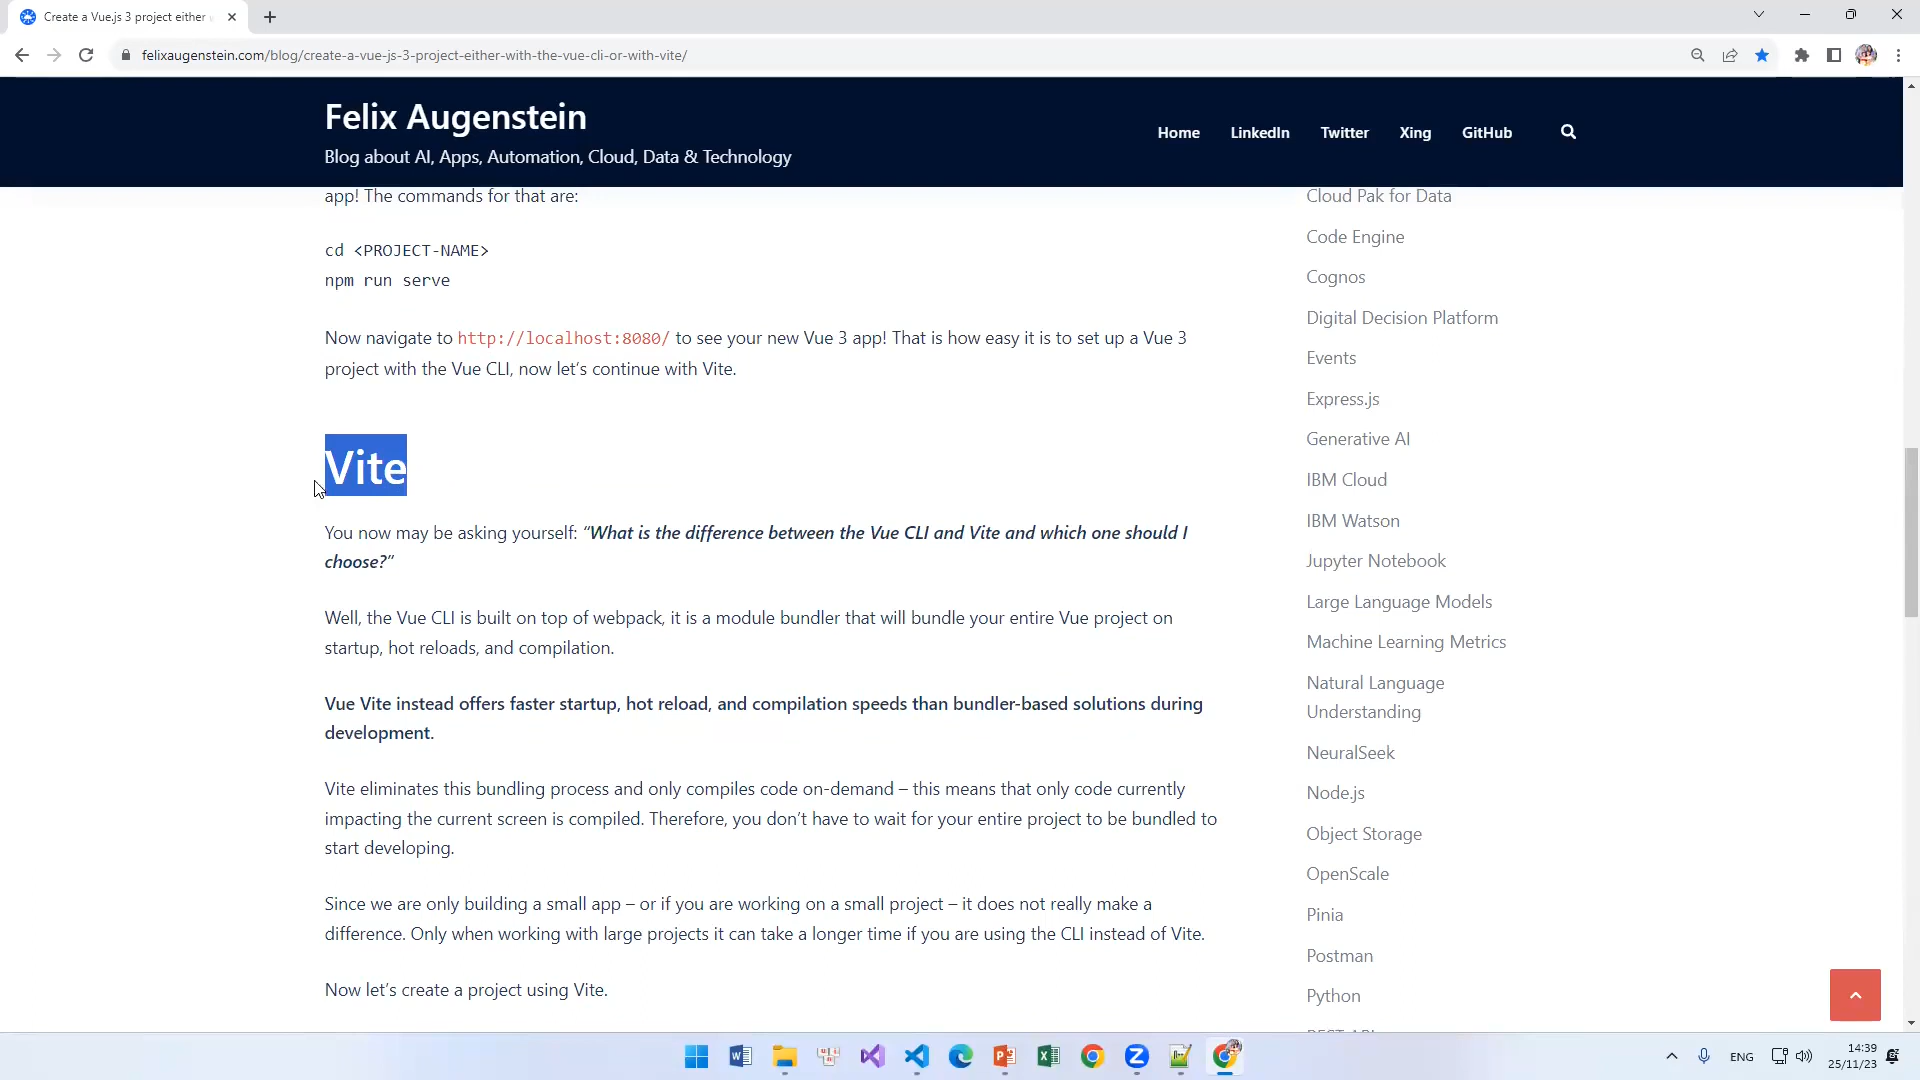 Create a Vue.js 3 project either
felixaugenstein.com/blog/create-a-vue-js-3-project-either-with-the-vue-cli-or-with-vite/
Felix Augenstein
Blog about AI, Apps, Automation, Cloud, Data & Technology
Home
LinkedIn
Twitter
Xing
GitHub
app! The commands for that are:
cd <PROJECT-NAME>
npm run serve
Now navigate to http://localhost:8080/ to see your new Vue 3 app! That is how easy it is to set up a Vue 3
project with the Vue CLI, now let’s continue with Vite.
Vite
You now may be asking yourself: “What is the difference between the Vue CLI and Vite and which one should I
choose?”
Well, the Vue CLI is built on top of webpack, it is a module bundler that will bundle your entire Vue project on
startup, hot reloads, and compilation.
Vue Vite instead offers faster startup, hot reload, and compilation speeds than bundler-based solutions during
development.
Vite eliminates this bundling process and only compiles code on-demand – this means that only code currently
impacting the current screen is compiled. Therefore, you don’t have to wait for your entire project to be bundled to
start developing.
Since we are only building a small app – or if you are working on a small project – it does not really make a
difference. Only when working with large projects it can take a longer time if you are using the CLI instead of Vite.
Now let’s create a project using Vite.
Cloud Pak for Data
Code Engine
Cognos
Digital Decision Platform
Events
Express.js
Generative AI
IBM Cloud
IBM Watson
Jupyter Notebook
Large Language Models
Machine Learning Metrics
Natural Language
Understanding
NeuralSeek
Node.js
Object Storage
OpenScale
Pinia
Postman
Python
REST API
ENG
14:39
25/11/23